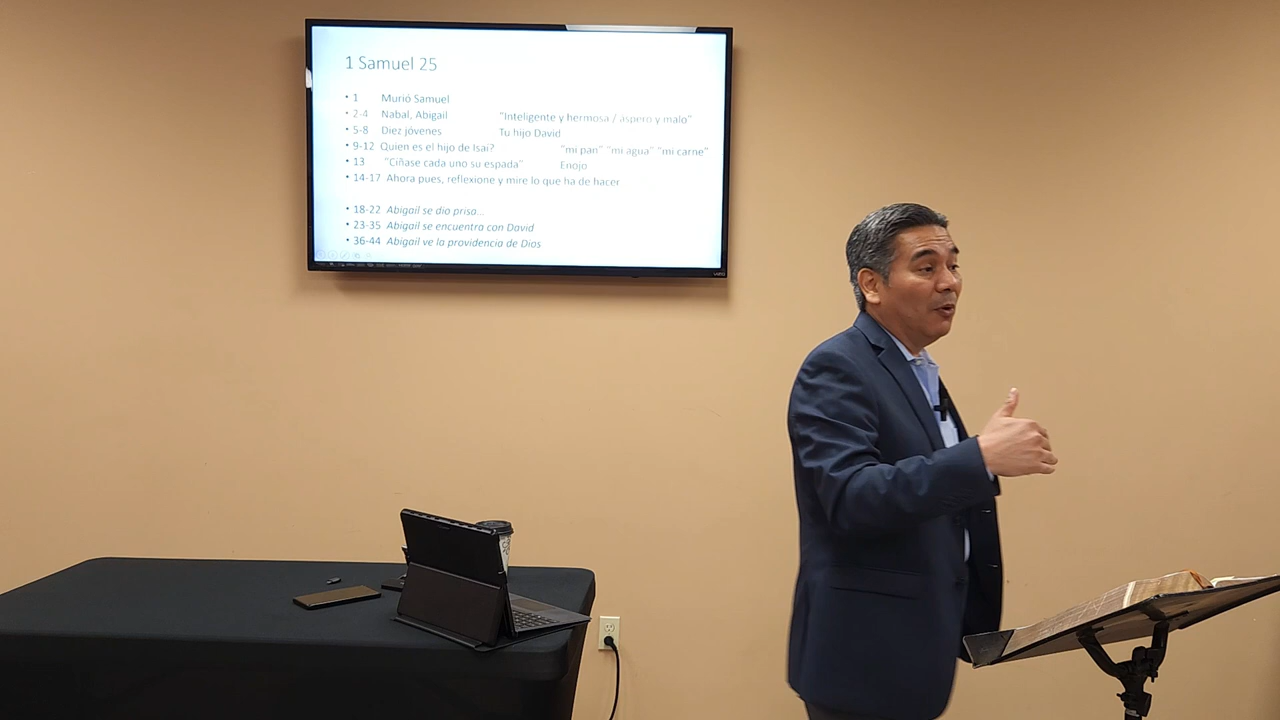 1 Samuel 25
• 1 Murió Samuel
• 2-4 Nabal, Abigail "Inteligente y hermosa / áspero y malo"
• 5-8 Diez jóvenes Tu hijo David
• 9-12 Quien es el hijo de Isaí? "mi pan" "mi agua" "mi carne"
• 13 "Cíñase cada uno su espada" Enojo
• 14-17 Ahora pues, reflexione y mire lo que ha de hacer
• 18-22 Abigail se dio prisa...
• 23-35 Abigail se encuentra con David
• 36-44 Abigail ve la providencia de Dios
VIZIO